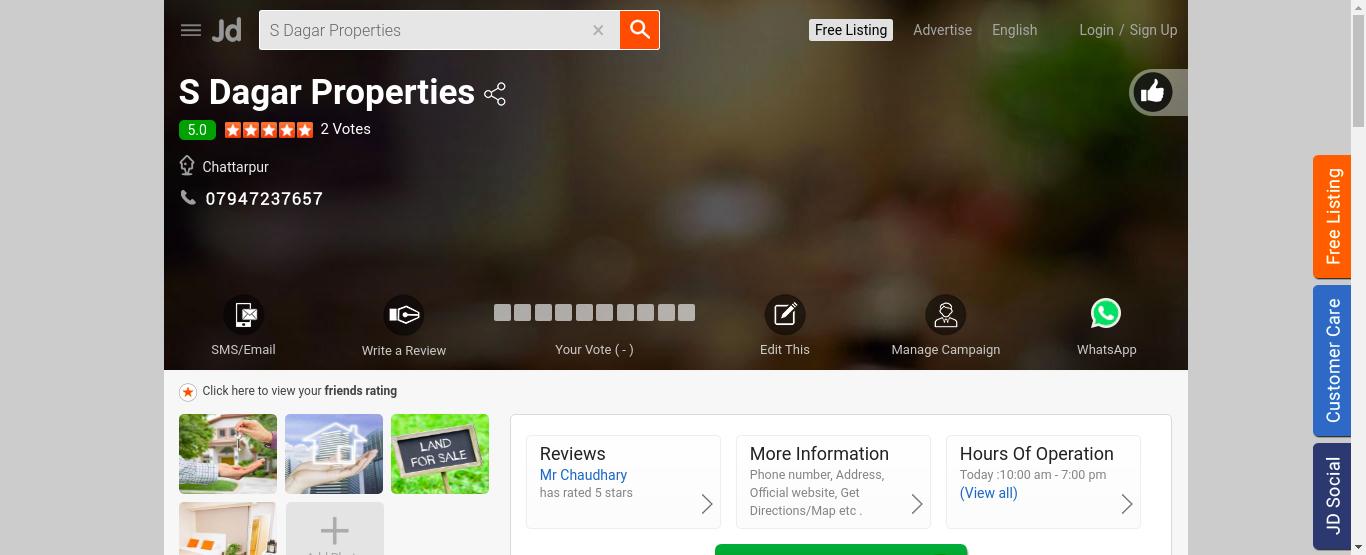 Jd
S Dagar Properties
Free Listing
Advertise
English
Login / Sign Up
S Dagar Properties
5.0
2 Votes
Chattarpur
07947237657
SMS/Email
Write a Review
Your Vote ( - )
Edit This
Manage Campaign
WhatsApp
Click here to view your friends rating
LAND
FOR SALE
Reviews
Mr Chaudhary
has rated 5 stars
More Information
Phone number, Address,
Official website, Get
Directions/Map etc .
Hours Of Operation
Today :10:00 am - 7:00 pm
(View all)
Free Listing
Customer Care
JD Social